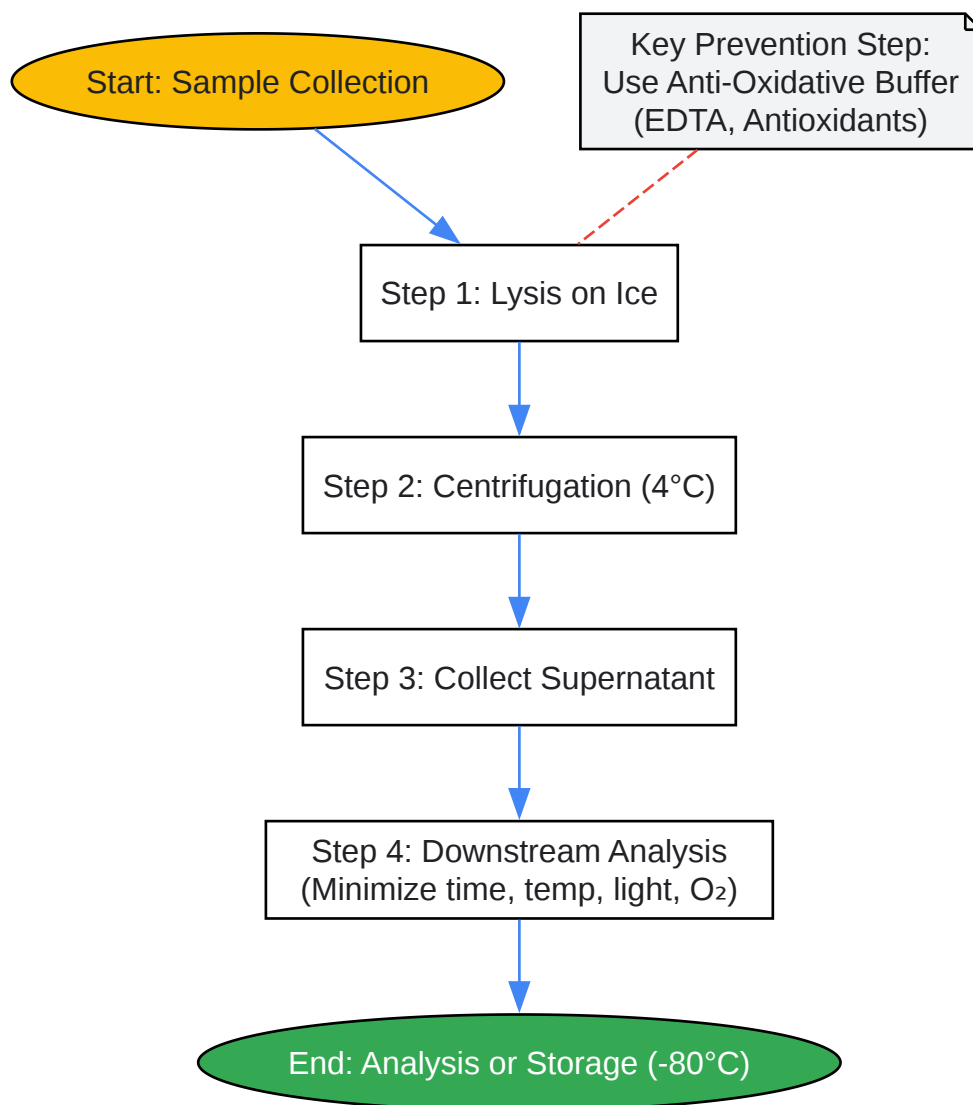 Start: Sample Collection
Key Prevention Step:
Use Anti-Oxidative Buffer
(EDTA, Antioxidants)
Step 1: Lysis on Ice
Step 2: Centrifugation (4°C)
Step 3: Collect Supernatant
Step 4: Downstream Analysis
(Minimize time, temp, light, O₂)
End: Analysis or Storage (-80°C)